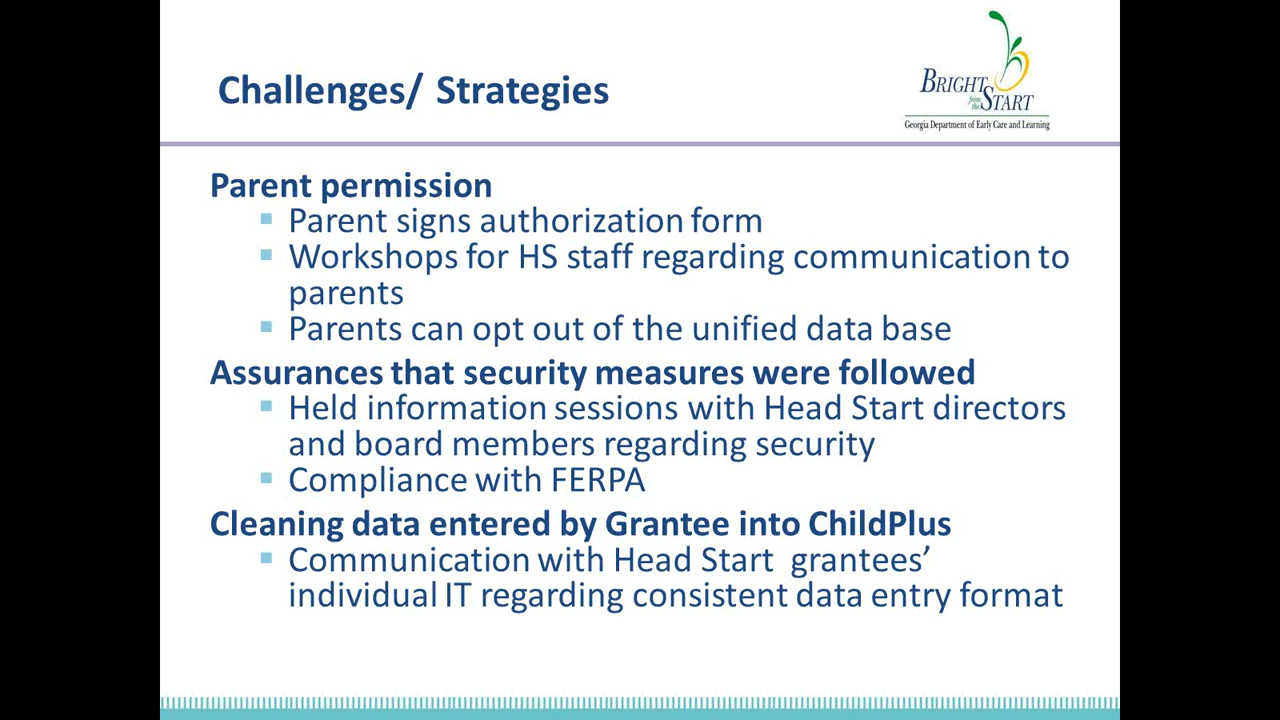 Challenges/ Strategies
BRIGHT
from
the
START
Georgia Department of Early Care and Learning
Parent permission
Parent signs authorization form
Workshops for HS staff regarding communication to
parents
Parents can opt out of the unified data base
Assurances that security measures were followed
Held information sessions with Head Start directors
and board members regarding security
Compliance with FERPA
Cleaning data entered by Grantee into ChildPlus
Communication with Head Start grantees’
individual IT regarding consistent data entry format